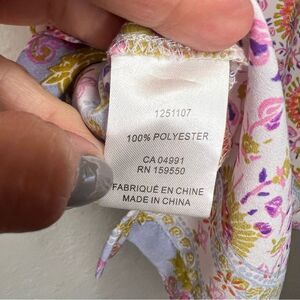 1251107
100% POLYESTER
CA 04991
RN 159550
FABRIQUÉ EN CHINE
MADE IN CHINA